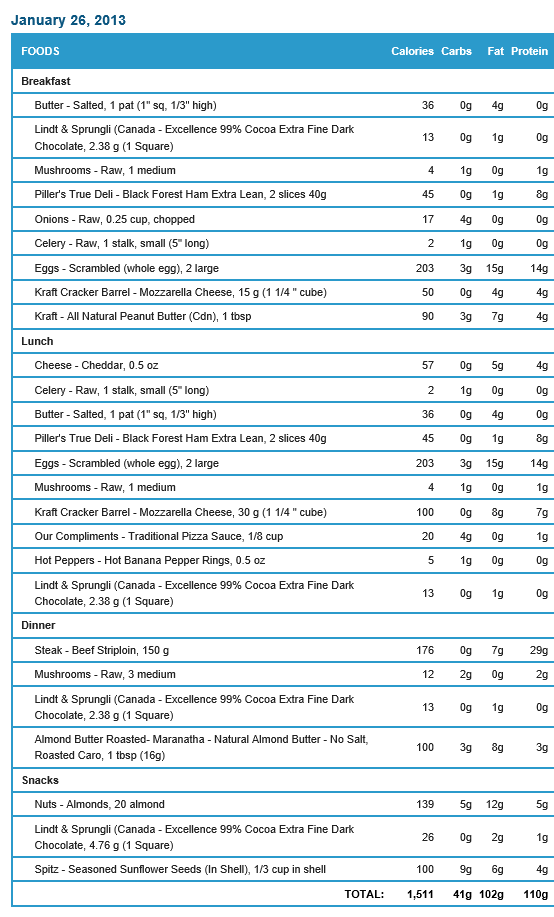 January 26, 2013
FOODS Calories Carbs Fat Protein
Breakfast
Butter - Salted, 1 pat (1" sq, 1/3" high) 36 0g 4g 0g
Lindt & Sprungli (Canada - Excellence 99% Cocoa Extra Fine Dark
Chocolate, 2.38 g (1 Square) 13 0g 1g 0g
Mushrooms - Raw, 1 medium 4 1g 0g 1g
Piller's True Deli - Black Forest Ham Extra Lean, 2 slices 40g 45 0g 1g 8g
Onions - Raw, 0.25 cup, chopped 17 4g 0g 0g
Celery - Raw, 1 stalk, small (5" long) 2 1g 0g 0g
Eggs - Scrambled (whole egg), 2 large 203 3g 15g 14g
Kraft Cracker Barrel - Mozzarella Cheese, 15 g (1 1/4 " cube) 50 0g 4g 4g
Kraft - All Natural Peanut Butter (Cdn), 1 tbsp 90 3g 7g 4g
Lunch
Cheese - Cheddar, 0.5 oz 57 0g 5g 4g
Celery - Raw, 1 stalk, small (5" long) 2 1g 0g 0g
Butter - Salted, 1 pat (1" sq, 1/3" high) 36 0g 4g 0g
Piller's True Deli - Black Forest Ham Extra Lean, 2 slices 40g 45 0g 1g 8g
Eggs - Scrambled (whole egg), 2 large 203 3g 15g 14g
Mushrooms - Raw, 1 medium 4 1g 0g 1g
Kraft Cracker Barrel - Mozzarella Cheese, 30 g (1 1/4 " cube) 100 0g 8g 7g
Our Compliments - Traditional Pizza Sauce, 1/8 cup 20 4g 0g 1g
Hot Peppers - Hot Banana Pepper Rings, 0.5 oz 5 1g 0g 0g
Lindt & Sprungli (Canada - Excellence 99% Cocoa Extra Fine Dark
Chocolate, 2.38 g (1 Square) 13 0g 1g 0g
Dinner
Steak - Beef Striploin, 150 g 176 0g 7g 29g
Mushrooms - Raw, 3 medium 12 2g 0g 2g
Lindt & Sprungli (Canada - Excellence 99% Cocoa Extra Fine Dark
Chocolate, 2.38 g (1 Square) 13 0g 1g 0g
Almond Butter Roasted- Maranatha - Natural Almond Butter - No Salt,
Roasted Caro, 1 tbsp (16g) 100 3g 8g 3g
Snacks
Nuts - Almonds, 20 almond 139 5g 12g 5g
Lindt & Sprungli (Canada - Excellence 99% Cocoa Extra Fine Dark
Chocolate, 4.76 g (1 Square) 26 0g 2g 1g
Spitz - Seasoned Sunflower Seeds (In Shell), 1/3 cup in shell 100 9g 6g 4g
TOTAL: 1,511 41g 102g 110g